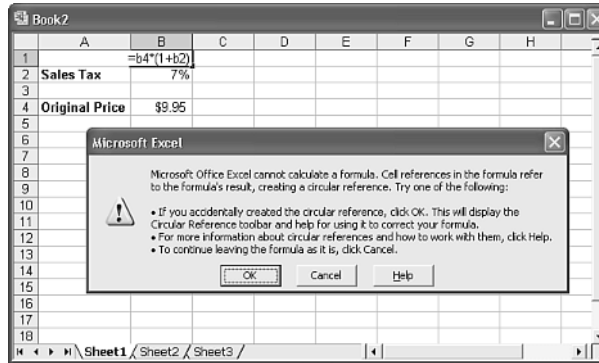 Book2
A B C D E F G H
1 =b4*(1+b2)
2 Sales Tax 7%
3
4 Original Price $9.95
5
6
Microsoft Excel
7
8
9
10
11
12
13
14
15
16
17
18
Microsoft Office Excel cannot calculate a formula. Cell references in the formula refer
to the formula's result, creating a circular reference. Try one of the following:
• If you accidentally created the circular reference, click OK. This will display the
Circular Reference toolbar and help for using it to correct your formula.
• For more information about circular references and how to work with them, click Help.
• To continue leaving the formula as it is, click Cancel.
OK Cancel Help
Sheet1 / Sheet2 / Sheet3 /